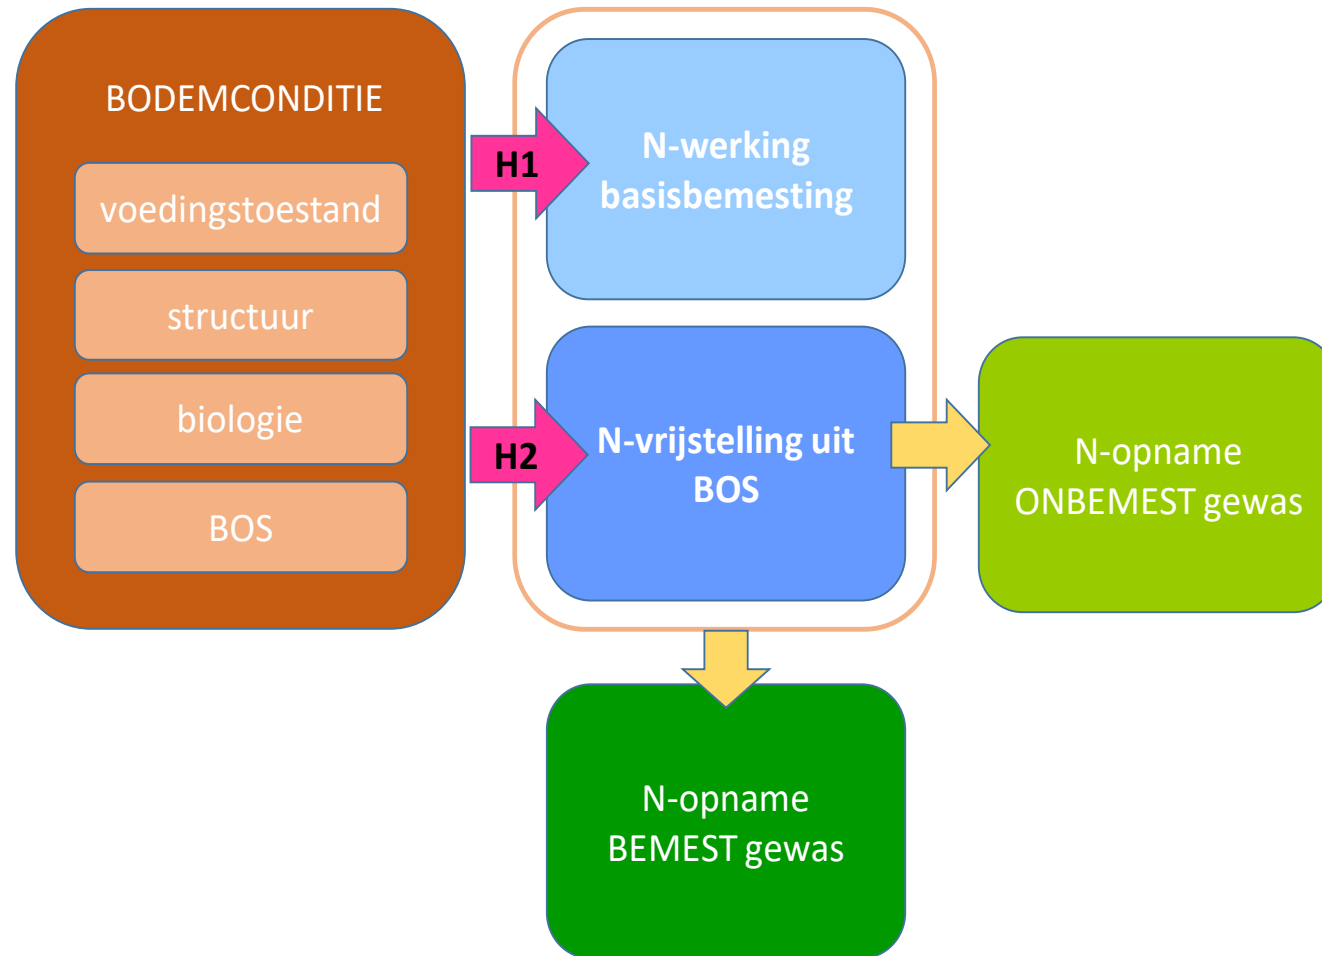 BODEMCONDITIE
voedingstoestand
structuur
biologie
BOS
H1
H2
N-werking
basisbemesting
N-vrijstelling uit
BOS
N-opname
ONBEMEST gewas
N-opname
BEMEST gewas